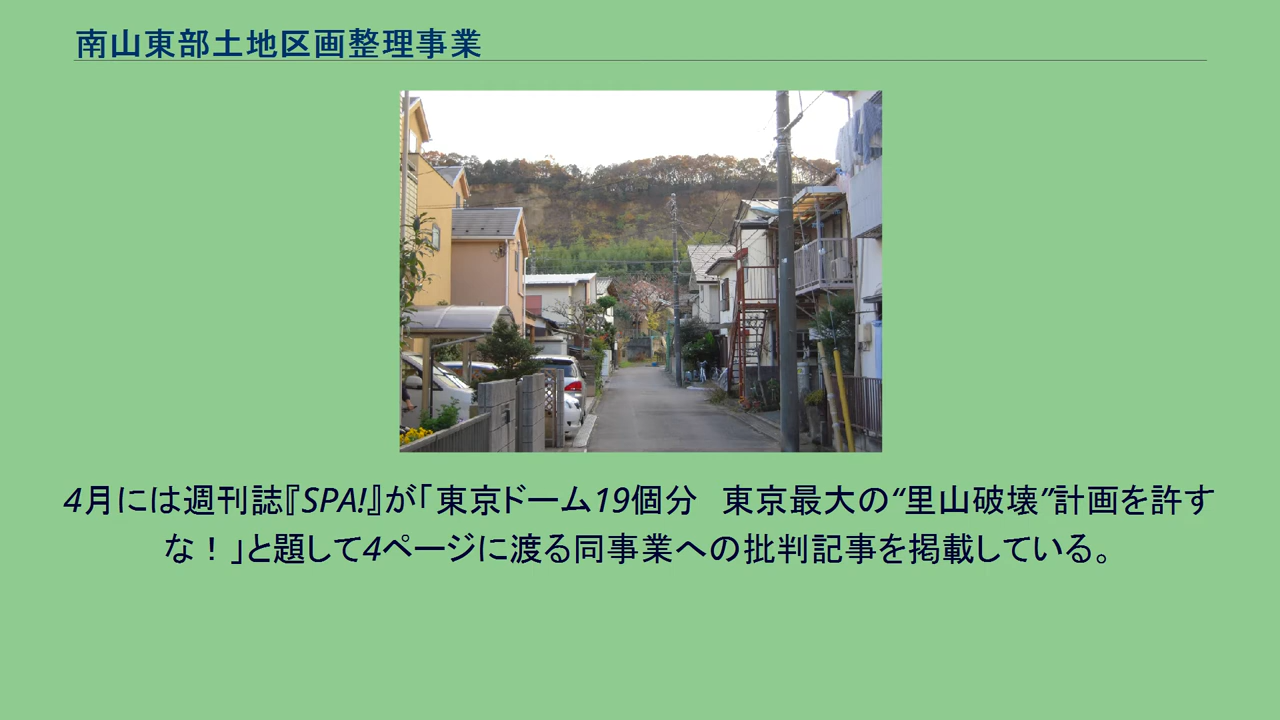 南山東部土地区画整理事業
4月には週刊誌『SPA!』が「東京ドーム19個分　東京最大の“里山破壊”計画を許す
な！」と題して4ページに渡る同事業への批判記事を掲載している。